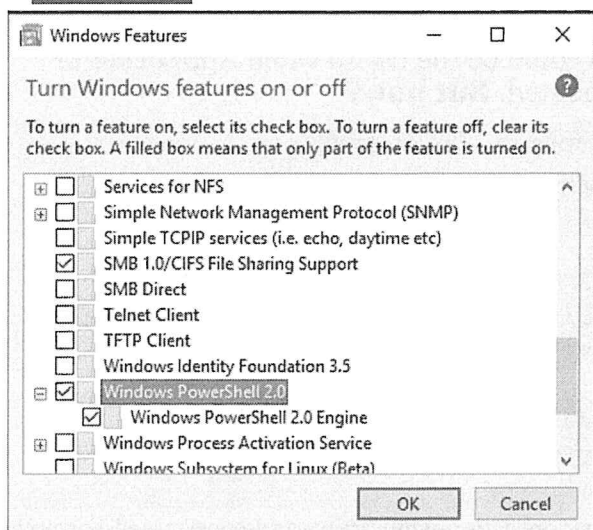 Windows Features
Turn Windows features on or off
To turn a feature on, select its check box. To turn a feature off, clear its
check box. A filled box means that only part of the feature is turned on.
Services for NFS
Simple Network Management Protocol (SNMP)
Simple TCPIP services (i.e. echo, daytime etc)
SMB 1.0/CIFS File Sharing Support
SMB Direct
Telnet Client
TFTP Client
Windows Identity Foundation 3.5
Windows PowerShell 2.0
Windows PowerShell 2.0 Engine
Windows Process Activation Service
Windows Subsystem for Linux (Beta)
OK Cancel